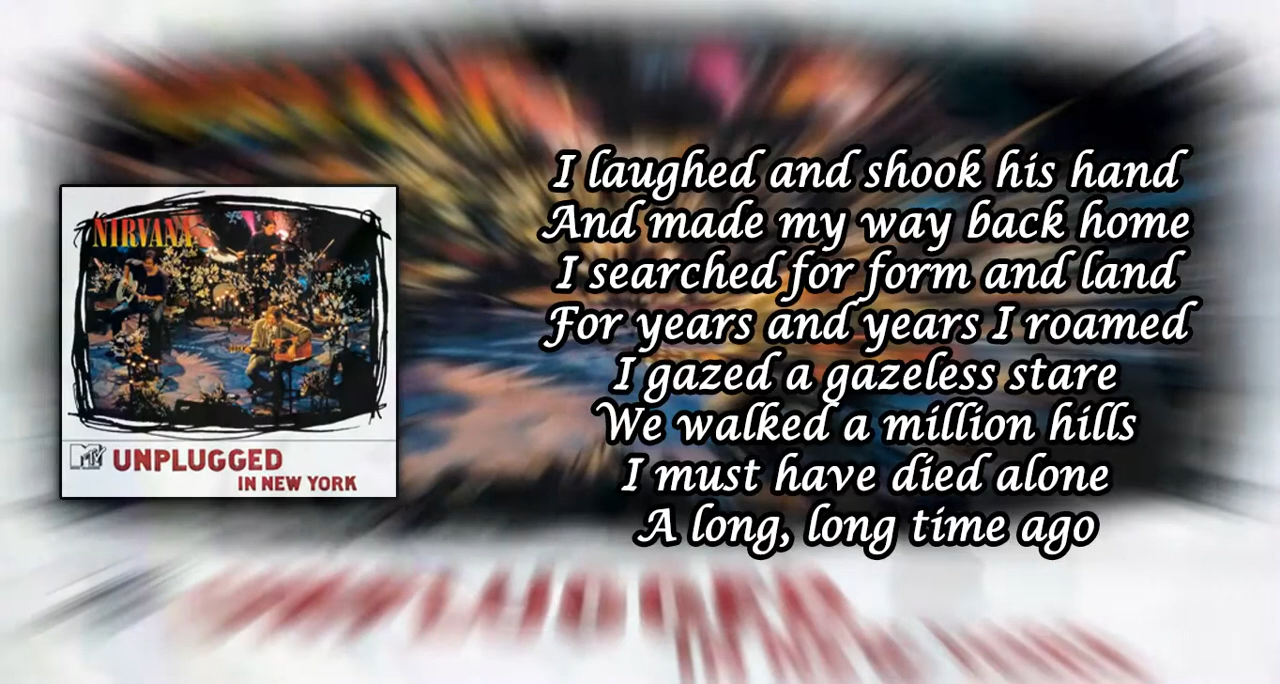 NIRVANA
MTV UNPLUGGED
IN NEW YORK
I laughed and shook his hand
And made my way back home
I searched for form and land
For years and years I roamed
I gazed a gazeless stare
We walked a million hills
I must have died alone
A long, long time ago